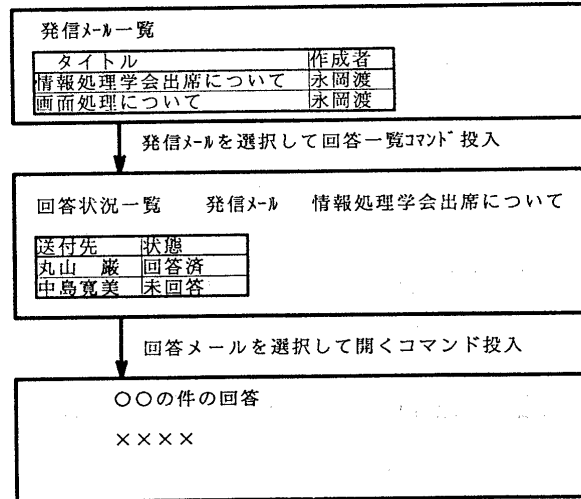 発信ﾒｰﾙ一覧
タイトル 作成者
情報処理学会出席について 永岡渡
画面処理について 永岡渡
発信ﾒｰﾙを選択して回答一覧ｺﾏﾝﾄﾞ投入
回答状況一覧 発信ﾒｰﾙ 情報処理学会出席について
送付先 状態
丸山 巌 回答済
中島寛美 未回答
回答メールを選択して開くコマンド投入
○○の件の回答
××××